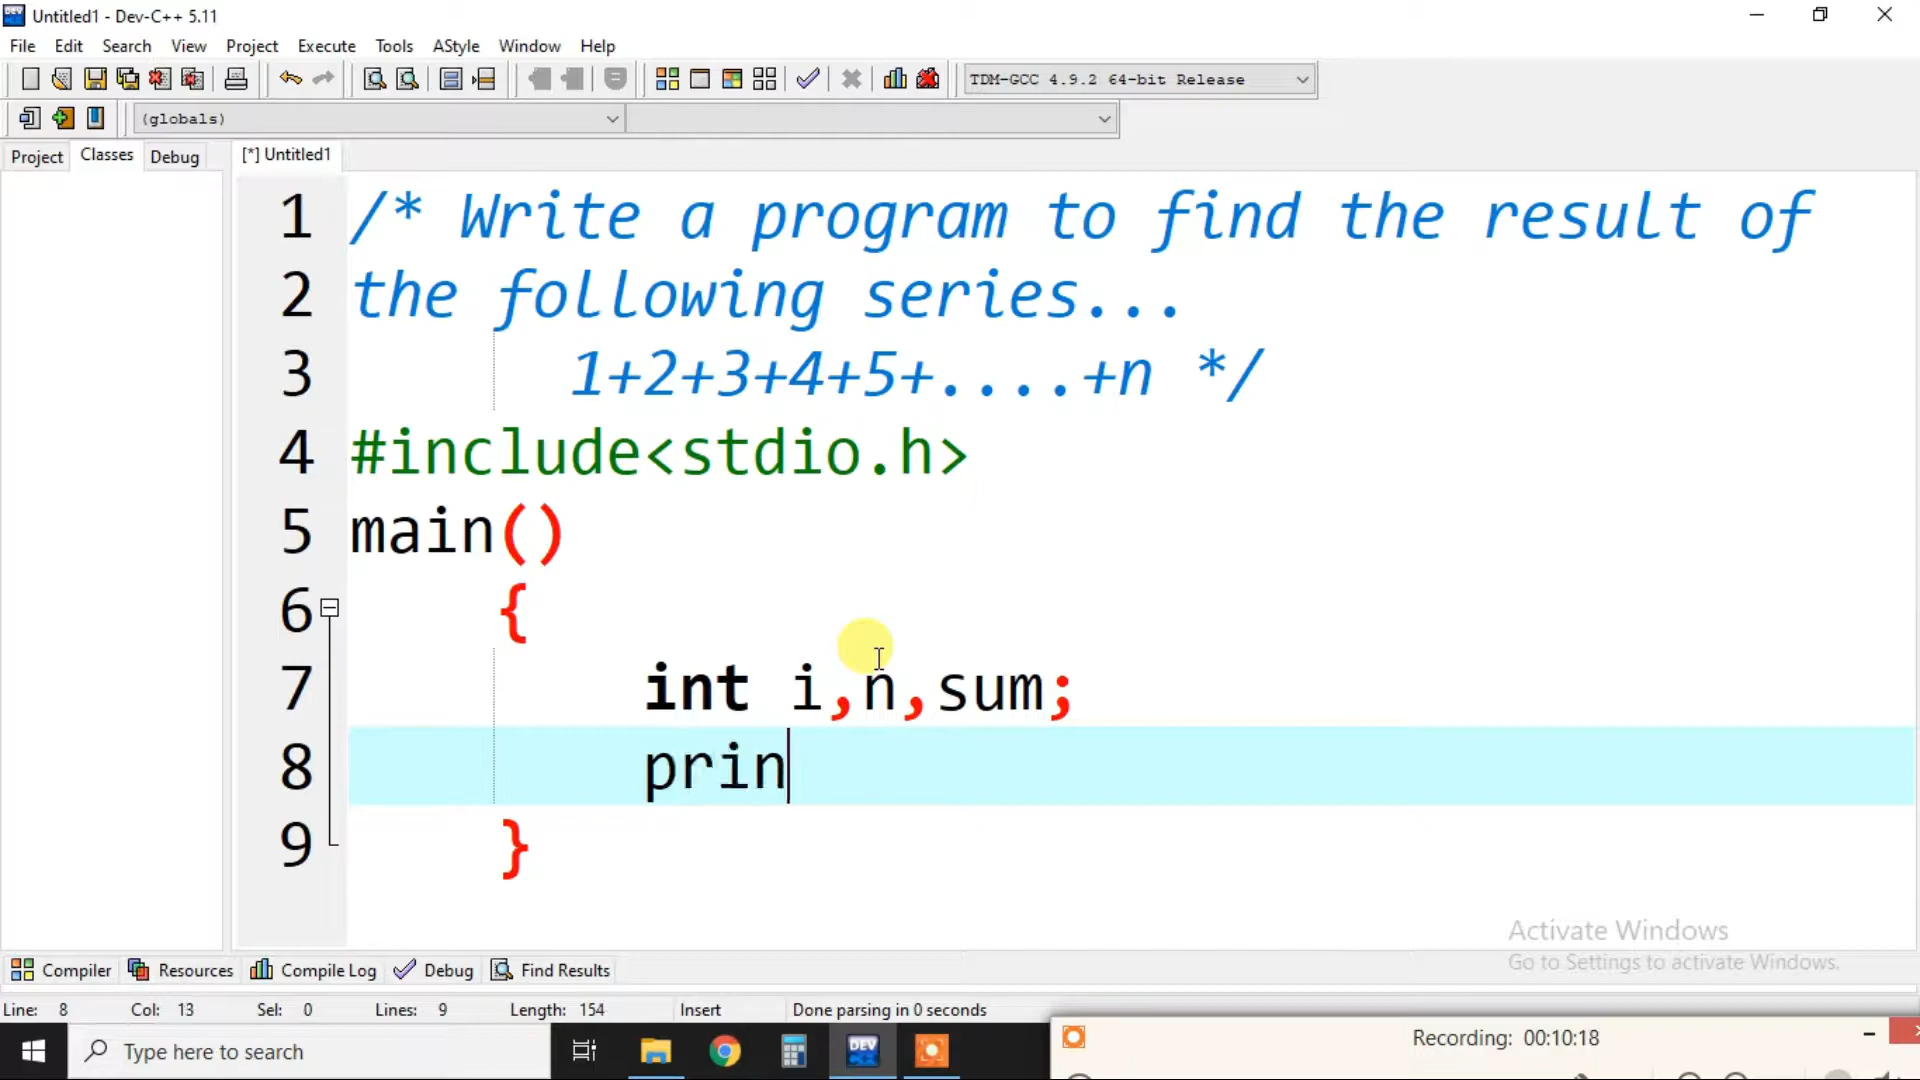 Untitled1 - Dev-C++ 5.11
File Edit Search View Project Execute Tools AStyle Window Help
TDM-GCC 4.9.2 64-bit Release
(globals)
Project Classes Debug [*] Untitled1
1 /* Write a program to find the result of
2 the following series...
3 1+2+3+4+5+....+n */
4 #include<stdio.h>
5 main()
6 {
7 int i,n,sum;
8 prin
9 }
Activate Windows
Go to Settings to activate Windows.
Compiler Resources Compile Log Debug Find Results
Line: 8 Col: 13 Sel: 0 Lines: 9 Length: 154 Insert Done parsing in 0 seconds
Type here to search
DEV
Recording: 00:10:18